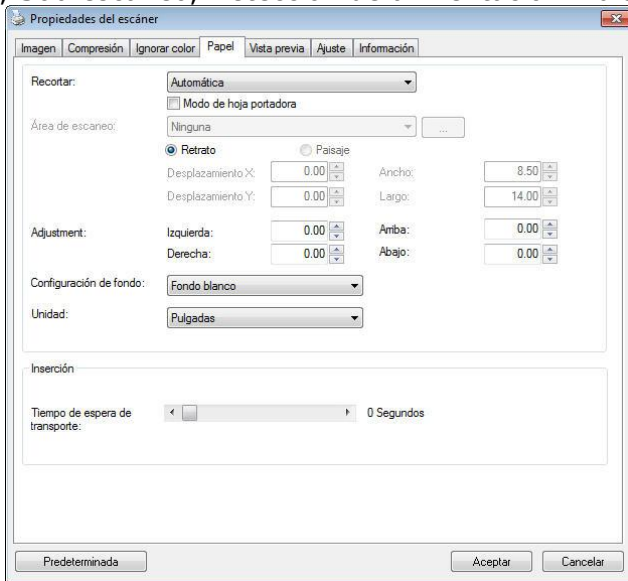 Propiedades del escáner
Imagen Compresión Ignorar color Papel Vista previa Ajuste Información
Recortar: Automática
Modo de hoja portadora
Área de escaneo: Ninguna ...
Retrato Paisaje
Desplazamiento X: 0.00 Ancho: 8.50
Desplazamiento Y: 0.00 Largo: 14.00
Adjustment: Izquierda: 0.00 Arriba: 0.00
Derecha: 0.00 Abajo: 0.00
Configuración de fondo: Fondo blanco
Unidad: Pulgadas
Inserción
Tiempo de espera de 0 Segundos
transporte:
Predeterminada Aceptar Cancelar